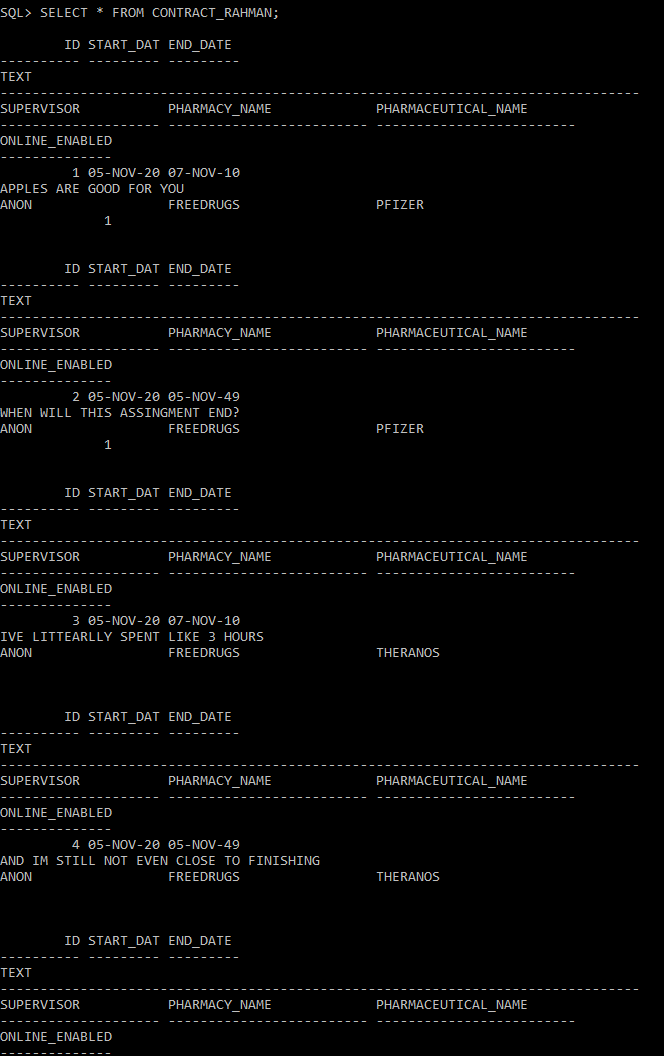 SQL> SELECT * FROM CONTRACT_RAHMAN;
        ID START_DAT END_DATE
---------- --------- ---------
TEXT
--------------------------------------------------------------------------------
SUPERVISOR           PHARMACY_NAME             PHARMACEUTICAL_NAME
-------------------- ------------------------- -------------------------
ONLINE_ENABLED
--------------
         1 05-NOV-20 07-NOV-10
APPLES ARE GOOD FOR YOU
ANON                 FREEDRUGS                 PFIZER
             1
        ID START_DAT END_DATE
---------- --------- ---------
TEXT
--------------------------------------------------------------------------------
SUPERVISOR           PHARMACY_NAME             PHARMACEUTICAL_NAME
-------------------- ------------------------- -------------------------
ONLINE_ENABLED
--------------
         2 05-NOV-20 05-NOV-49
WHEN WILL THIS ASSINGMENT END?
ANON                 FREEDRUGS                 PFIZER
             1
        ID START_DAT END_DATE
---------- --------- ---------
TEXT
--------------------------------------------------------------------------------
SUPERVISOR           PHARMACY_NAME             PHARMACEUTICAL_NAME
-------------------- ------------------------- -------------------------
ONLINE_ENABLED
--------------
         3 05-NOV-20 07-NOV-10
IVE LITTEARLLY SPENT LIKE 3 HOURS
ANON                 FREEDRUGS                 THERANOS
        ID START_DAT END_DATE
---------- --------- ---------
TEXT
--------------------------------------------------------------------------------
SUPERVISOR           PHARMACY_NAME             PHARMACEUTICAL_NAME
-------------------- ------------------------- -------------------------
ONLINE_ENABLED
--------------
         4 05-NOV-20 05-NOV-49
AND IM STILL NOT EVEN CLOSE TO FINISHING
ANON                 FREEDRUGS                 THERANOS
        ID START_DAT END_DATE
---------- --------- ---------
TEXT
--------------------------------------------------------------------------------
SUPERVISOR           PHARMACY_NAME             PHARMACEUTICAL_NAME
-------------------- ------------------------- -------------------------
ONLINE_ENABLED
--------------